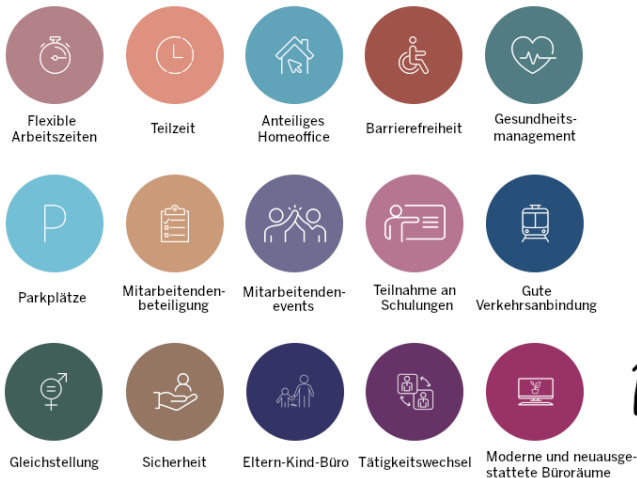 Flexible
Arbeitszeiten
Teilzeit
Anteiliges
Homeoffice
Barrierefreiheit
Gesundheits-
management
P
Parkplätze
Mitarbeitenden-
beteiligung
Mitarbeitenden-
events
Teilnahme an
Schulungen
Gute
Verkehrsanbindung
Gleichstellung
Sicherheit
Eltern-Kind-Büro
Tätigkeitswechsel
Moderne und neuausge-
stattete Büroräume